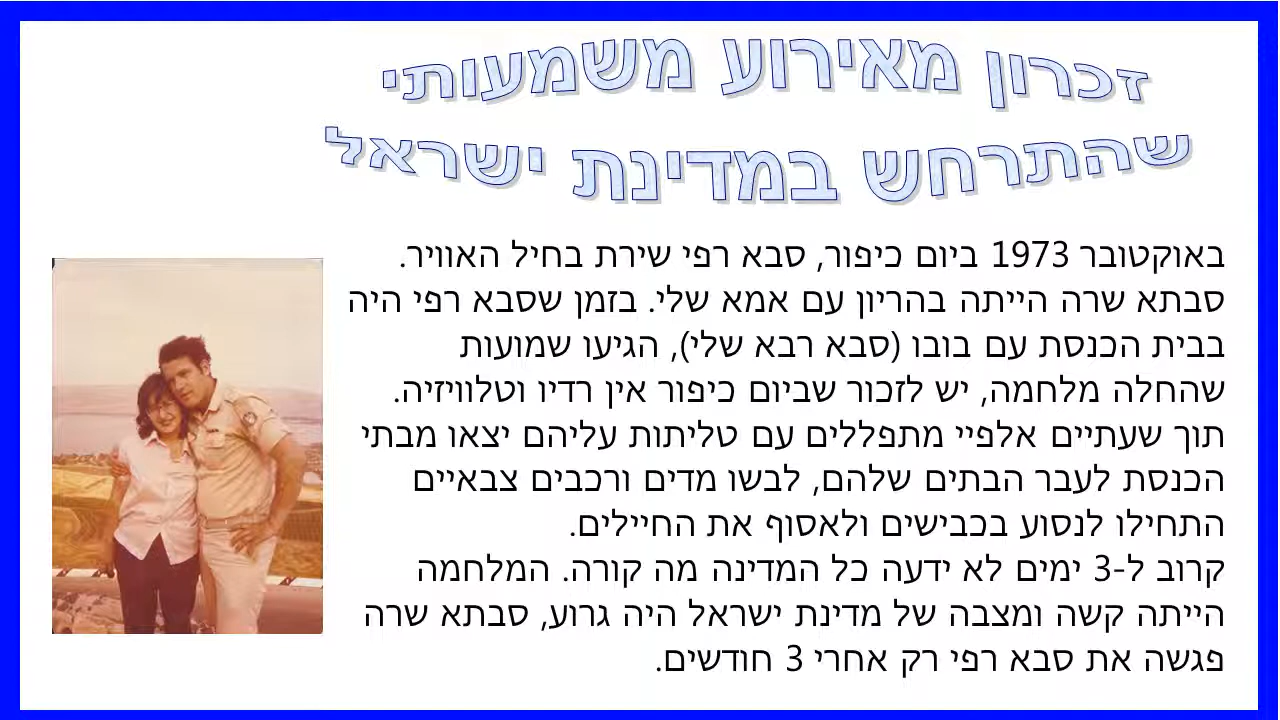 זכרון מאירוע משמעותי
שהתרחש במדינת ישראל
באוקטובר 1973 ביום כיפור, סבא רפי שירת בחיל האוויר.
סבתא שרה הייתה בהריון עם אמא שלי. בזמן שסבא רפי היה
בבית הכנסת עם בובו (סבא רבא שלי), הגיעו שמועות
שהחלה מלחמה, יש לזכור שביום כיפור אין רדיו וטלוויזיה.
תוך שעתיים אלפיי מתפללים עם טליתות עליהם יצאו מבתי
הכנסת לעבר הבתים שלהם, לבשו מדים ורכבים צבאיים
התחילו לנסוע בכבישים ולאסוף את החיילים.
קרוב ל-3 ימים לא ידעה כל המדינה מה קורה. המלחמה
הייתה קשה ומצבה של מדינת ישראל היה גרוע, סבתא שרה
פגשה את סבא רפי רק אחרי 3 חודשים.